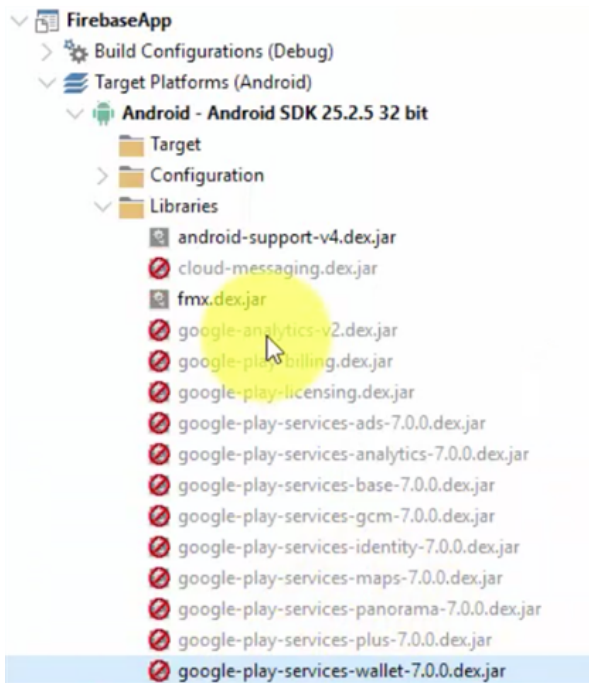 FirebaseApp
Build Configurations (Debug)
Target Platforms (Android)
Android - Android SDK 25.2.5 32 bit
Target
Configuration
Libraries
android-support-v4.dex.jar
cloud-messaging.dex.jar
fmx.dex.jar
google-analytics-v2.dex.jar
google-play-billing.dex.jar
google-play-licensing.dex.jar
google-play-services-ads-7.0.0.dex.jar
google-play-services-analytics-7.0.0.dex.jar
google-play-services-base-7.0.0.dex.jar
google-play-services-gcm-7.0.0.dex.jar
google-play-services-identity-7.0.0.dex.jar
google-play-services-maps-7.0.0.dex.jar
google-play-services-panorama-7.0.0.dex.jar
google-play-services-plus-7.0.0.dex.jar
google-play-services-wallet-7.0.0.dex.jar